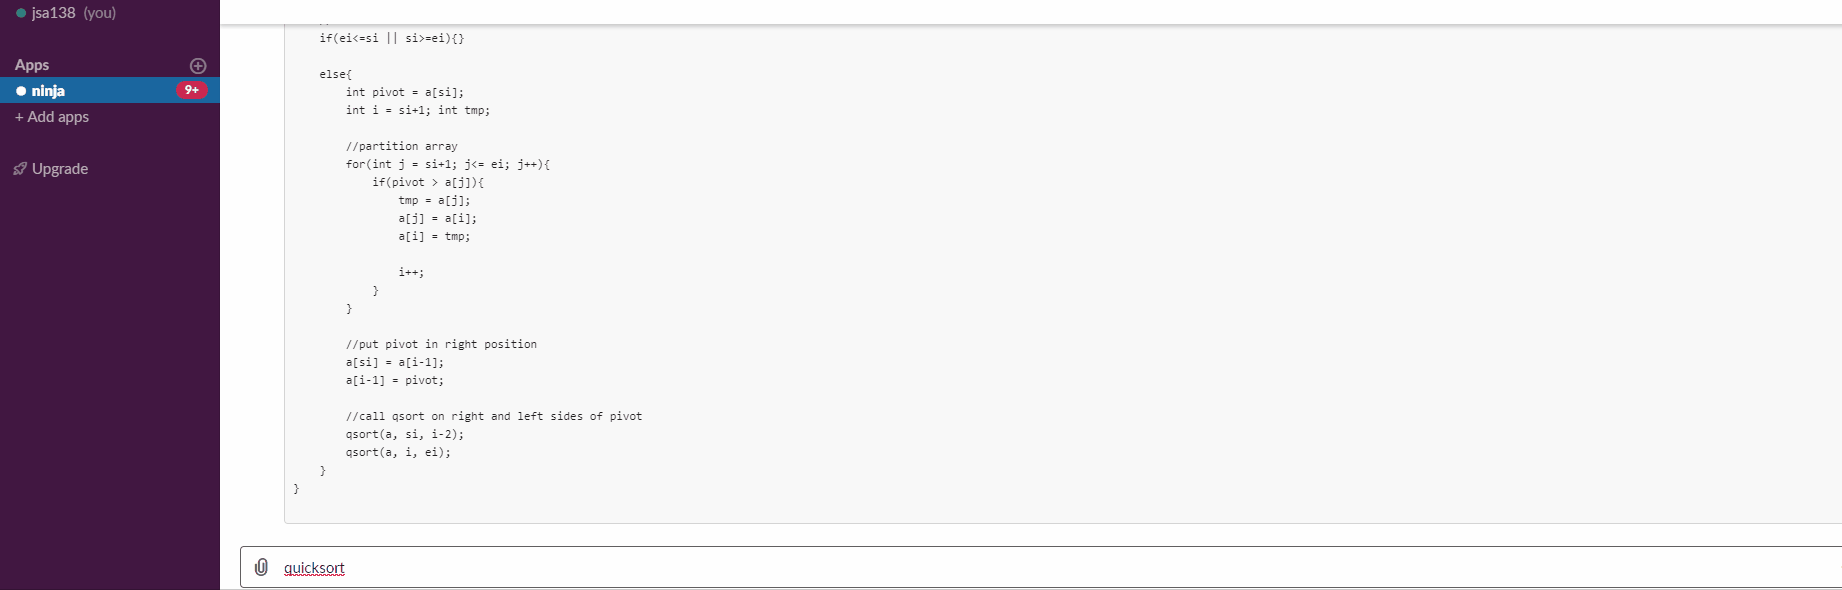 jsa138 (you)
Apps
ninja 9+
+ Add apps
Upgrade
if(ei<=si || si>=ei){}
else{
int pivot = a[si];
int i = si+1; int tmp;
//partition array
for(int j = si+1; j<= ei; j++){
if(pivot > a[j]){
tmp = a[j];
a[j] = a[i];
a[i] = tmp;
i++;
}
}
//put pivot in right position
a[si] = a[i-1];
a[i-1] = pivot;
//call qsort on right and left sides of pivot
qsort(a, si, i-2);
qsort(a, i, ei);
}
}
quicksort